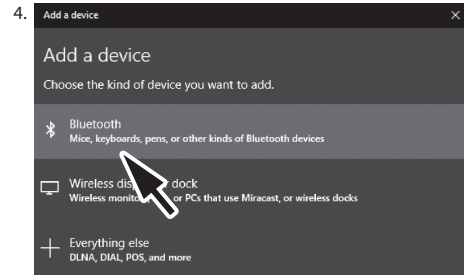 4.
Add a device
Add a device
Choose the kind of device you want to add.
Bluetooth
Mice, keyboards, pens, or other kinds of Bluetooth devices
Wireless dock
Wireless or PCs that use Miracast, or wireless docks
Everything else
DLNA, DIAL, POS, and more